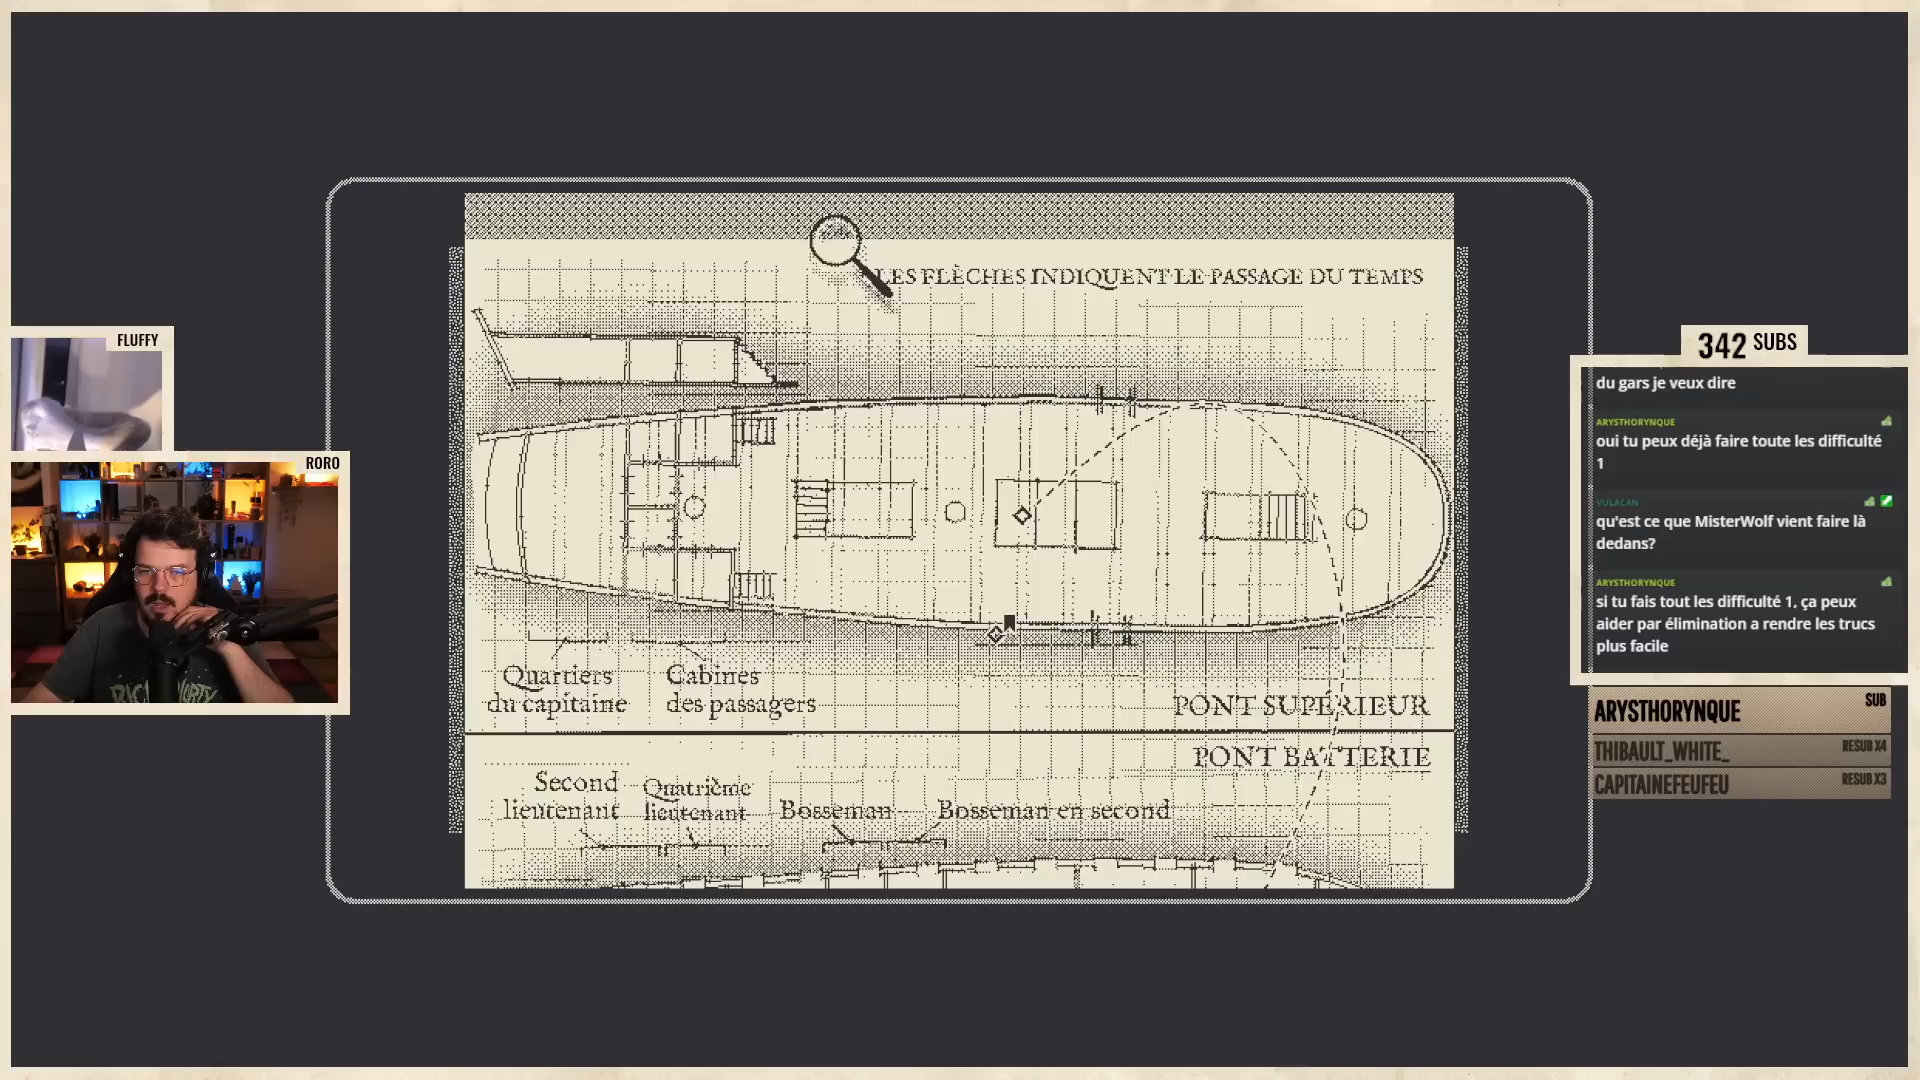 LES FLÈCHES INDIQUENT LE PASSAGE DU TEMPS
Quartiers
du capitaine
Cabines
des passagers
PONT SUPÉRIEUR
PONT BATTERIE
Second
lieutenant
Quatrième
lieutenant
Bosseman
Bosseman en second
FLUFFY
RORO
342 SUBS
du gars je veux dire
ARYSTHORYNQUE
oui tu peux déjà faire toute les difficulté
1
VULACAN
qu'est ce que MisterWolf vient faire là
dedans?
ARYSTHORYNQUE
si tu fais tout les difficulté 1, ça peux
aider par élimination a rendre les trucs
plus facile
ARYSTHORYNQUE SUB
THIBAULT_WHITE_ RESUB X4
CAPITAINEFEUFEU RESUB X3